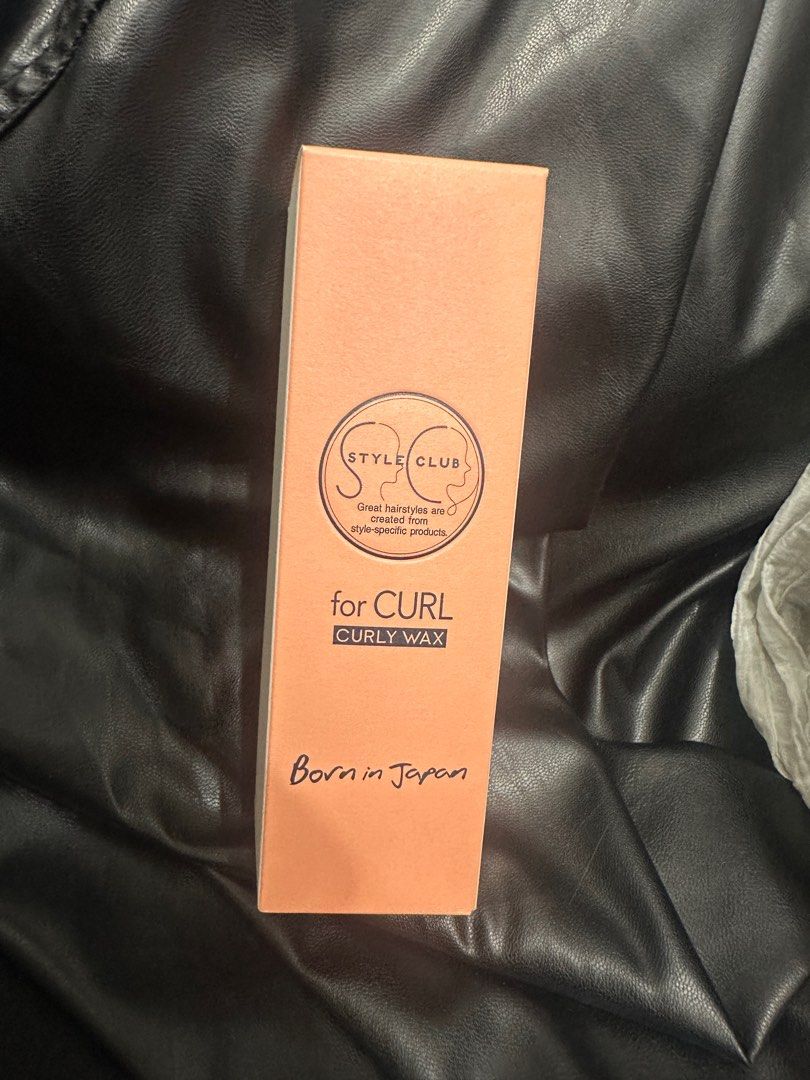 STYLE CLUB
Great hairstyles are
created from
style-specific products.
for CURL
CURLY WAX
Born in Japan